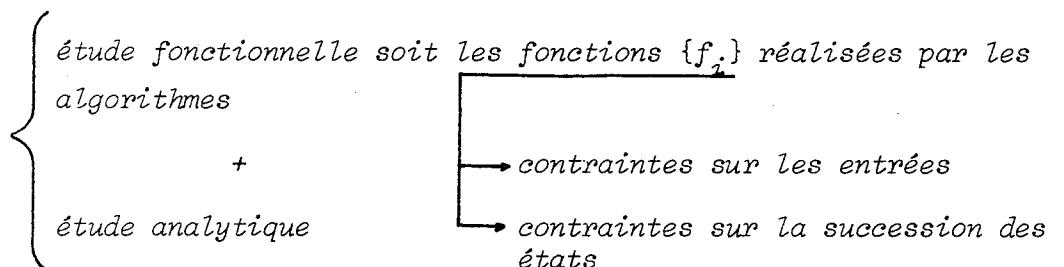 étude fonctionnelle soit les fonctions {f_i} réalisées par les
algorithmes
+
contraintes sur les entrées
étude analytique
contraintes sur la succession des
états